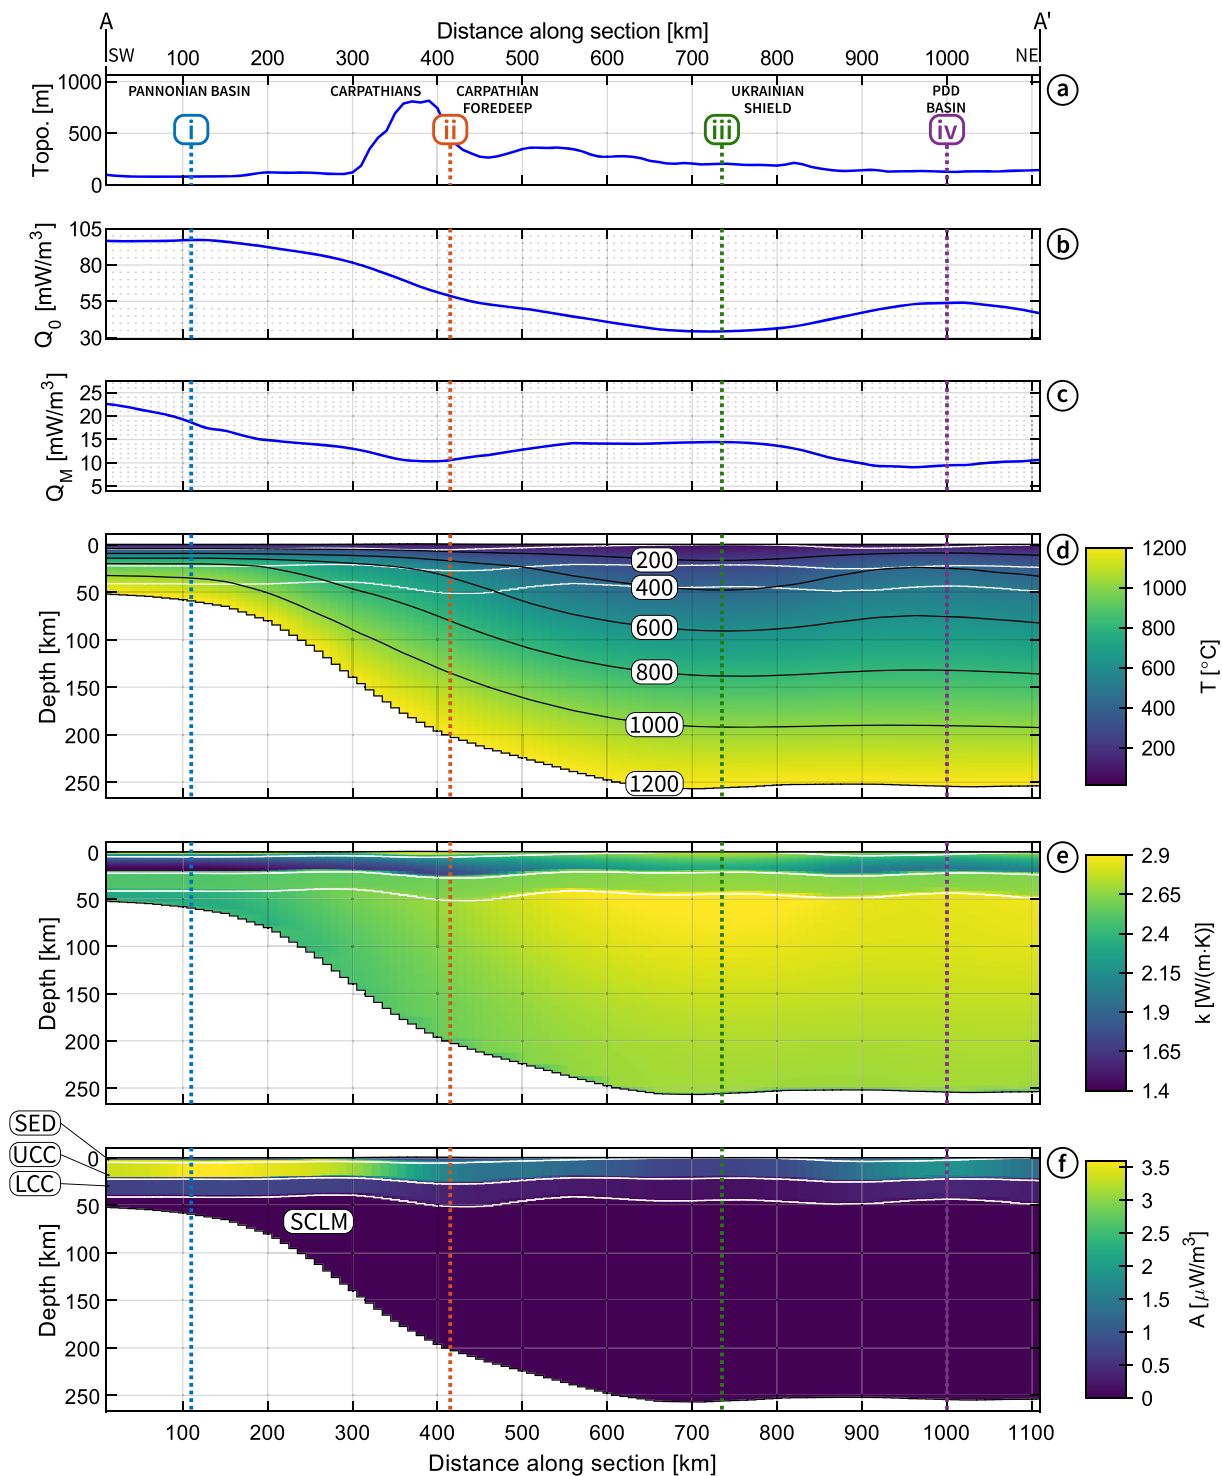 A
A'
Distance along section [km]
SW
100
200
300
400
500
600
700
800
900
1000
NE
1000
500
0
Topo. [m]
PANNONIAN BASIN
CARPATHIANS
CARPATHIAN
FOREDEEP
UKRAINIAN
SHIELD
PDD
BASIN
i
ii
iii
iv
a
105
80
55
30
Q0 [mW/m³]
b
25
20
15
10
5
QM [mW/m³]
c
0
50
100
150
200
250
Depth [km]
200
400
600
800
1000
1200
d
1200
1000
800
600
400
200
T [°C]
0
50
100
150
200
250
Depth [km]
e
2.9
2.65
2.4
2.15
1.9
1.65
1.4
k [W/(m·K)]
SED
UCC
LCC
SCLM
0
50
100
150
200
250
Depth [km]
f
3.5
3
2.5
2
1.5
1
0.5
0
A [μW/m³]
100
200
300
400
500
600
700
800
900
1000
1100
Distance along section [km]